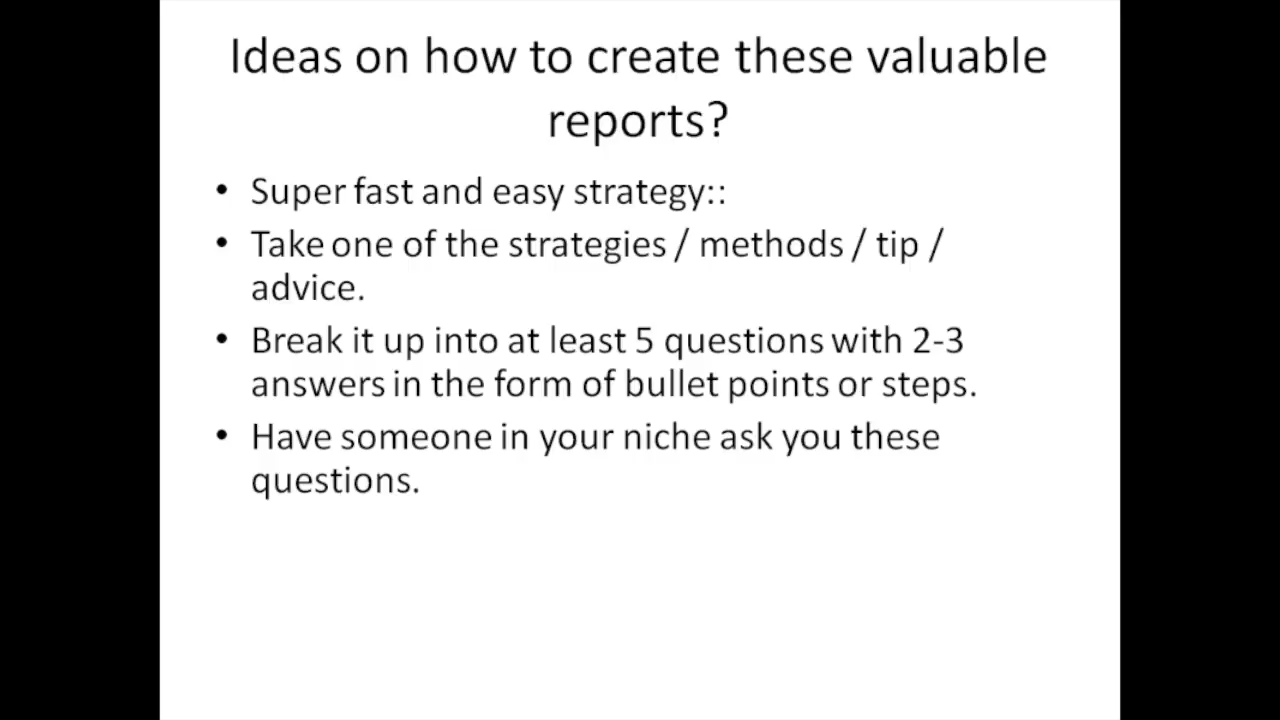 Ideas on how to create these valuable
reports?
• Super fast and easy strategy::
• Take one of the strategies / methods / tip /
advice.
• Break it up into at least 5 questions with 2-3
answers in the form of bullet points or steps.
• Have someone in your niche ask you these
questions.